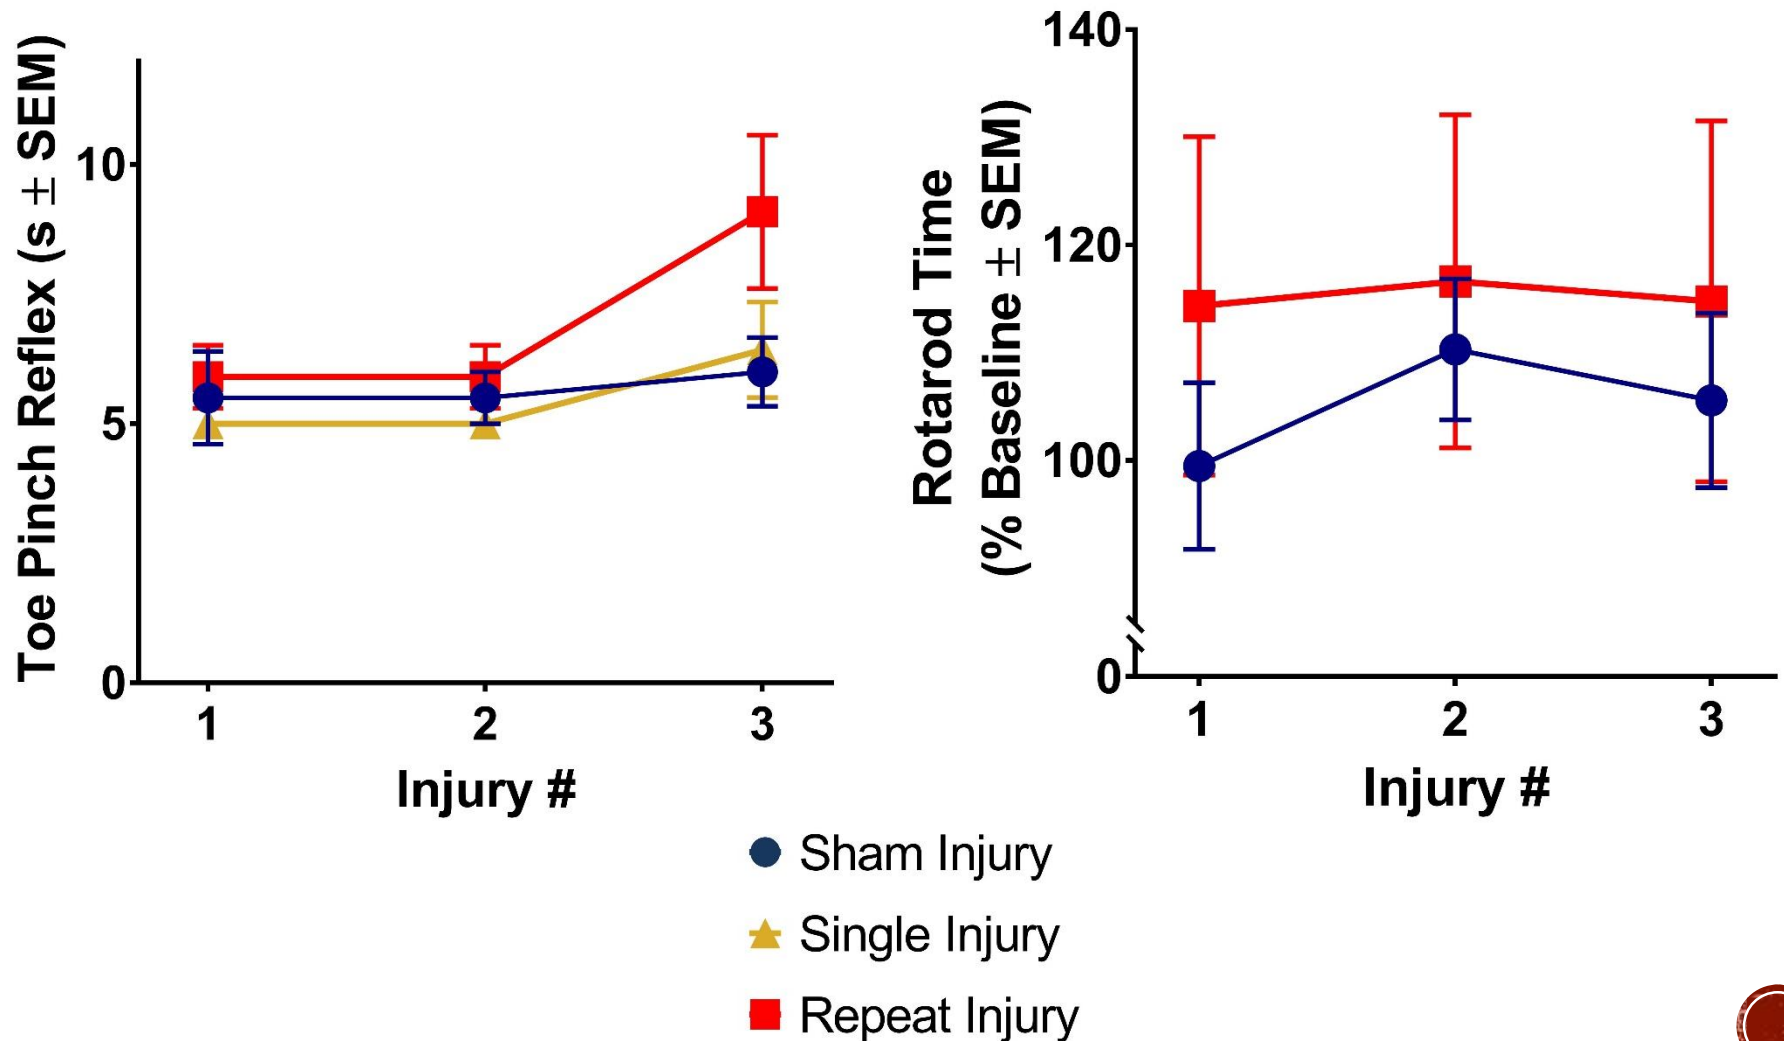 Toe Pinch Reflex (s ± SEM)
10
5
0
1 2 3
Injury #
Rotarod Time
(% Baseline ± SEM)
140
120
100
0
1 2 3
Injury #
Sham Injury
Single Injury
Repeat Injury